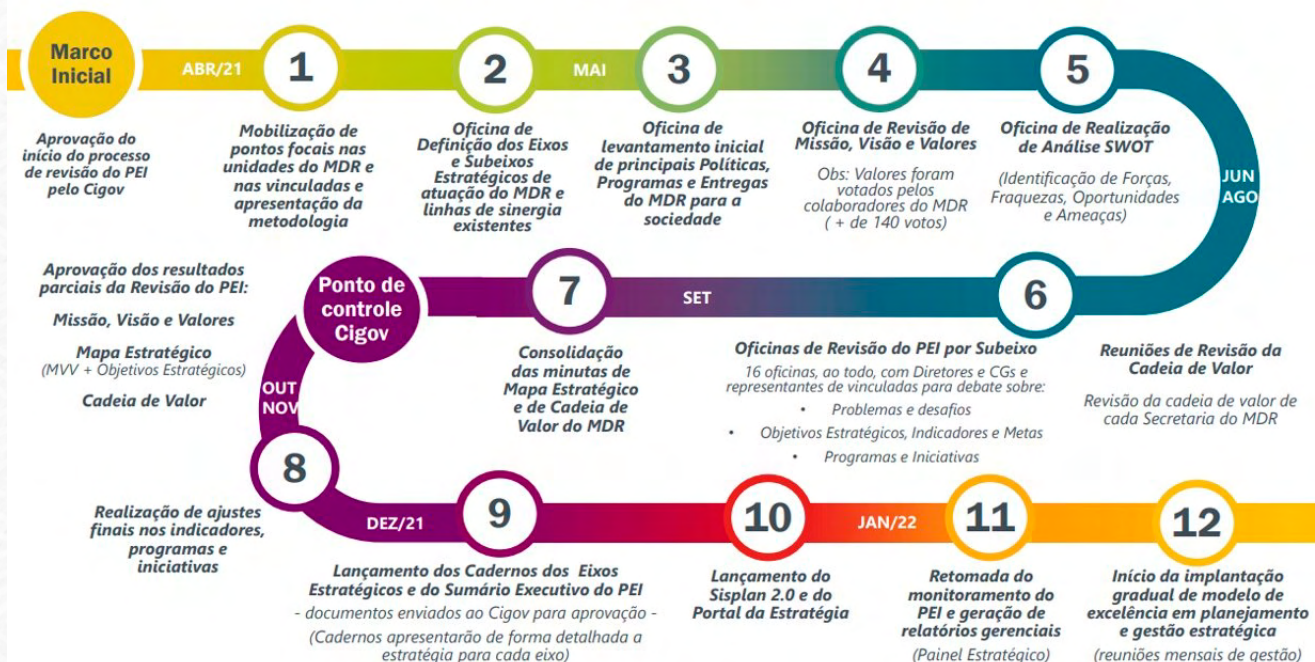 Marco
Inicial
ABR/21
1
2
MAI
3
4
5
Aprovação do
início do processo
de revisão do PEI
pelo Cigov
Mobilização de
pontos focais nas
unidades do MDR e
nas vinculadas e
apresentação da
metodologia
Oficina de
Definição dos Eixos
e Subeixos
Estratégicos de
atuação do MDR e
linhas de sinergia
existentes
Oficina de
levantamento inicial
de principais Políticas,
Programas e Entregas
do MDR para a
sociedade
Oficina de Revisão de
Missão, Visão e Valores
Obs: Valores foram
votados pelos
colaboradores do MDR
( + de 140 votos)
Oficina de Realização
de Análise SWOT
(Identificação de Forças,
Fraquezas, Oportunidades
e Ameaças)
JUN
AGO
6
Reuniões de Revisão da
Cadeia de Valor
Revisão da cadeia de valor de
cada Secretaria do MDR
Oficinas de Revisão do PEI por Subeixo
16 oficinas, ao todo, com Diretores e CGs e
representantes de vinculadas para debate sobre:
• Problemas e desafios
• Objetivos Estratégicos, Indicadores e Metas
• Programas e Iniciativas
SET
7
Consolidação
das minutas de
Mapa Estratégico
e de Cadeia de
Valor do MDR
Ponto de
controle
Cigov
Aprovação dos resultados
parciais da Revisão do PEI:
Missão, Visão e Valores
Mapa Estratégico
(MVV + Objetivos Estratégicos)
Cadeia de Valor
OUT
NOV
8
Realização de ajustes
finais nos indicadores,
programas e
iniciativas
DEZ/21
9
Lançamento dos Cadernos dos Eixos
Estratégicos e do Sumário Executivo do PEI
- documentos enviados ao Cigov para aprovação -
(Cadernos apresentarão de forma detalhada a
estratégia para cada eixo)
10
Lançamento do
Sisplan 2.0 e do
Portal da Estratégia
JAN/22
11
Retomada do
monitoramento do
PEI e geração de
relatórios gerenciais
(Painel Estratégico)
12
Início da implantação
gradual de modelo de
excelência em planejamento
e gestão estratégica
(reuniões mensais de gestão)